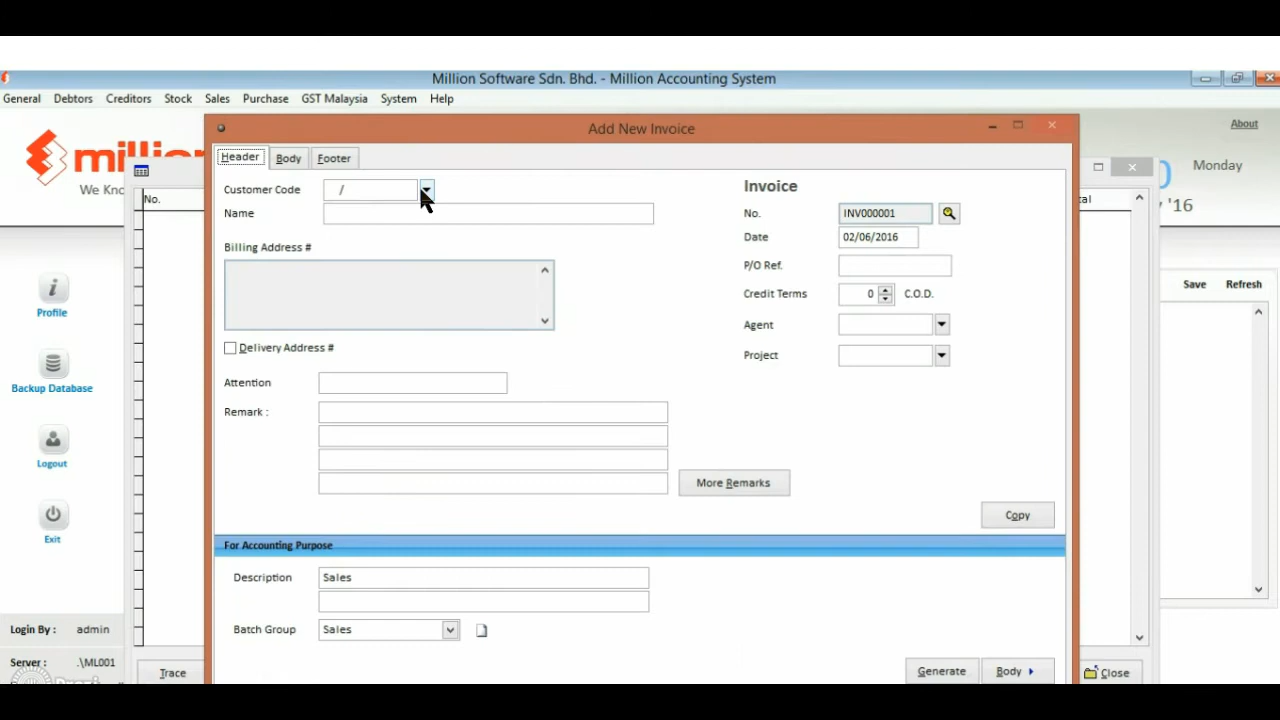 Million Software Sdn. Bhd. - Million Accounting System
General Debtors Creditors Stock Sales Purchase GST Malaysia System Help
Add New Invoice
About
We
Monday
'16
Header Body Footer
No.
Customer Code /
Name
Billing Address #
Delivery Address #
Attention
Remark :
More Remarks
Invoice
No. INV000001
Date 02/06/2016
P/O Ref.
Credit Terms 0 C.O.D.
Agent
Project
Copy
For Accounting Purpose
Description Sales
Batch Group Sales
Generate Body
Profile
Backup Database
Logout
Exit
Login By : admin
Server : .\ML001
Trace
Close
Save Refresh